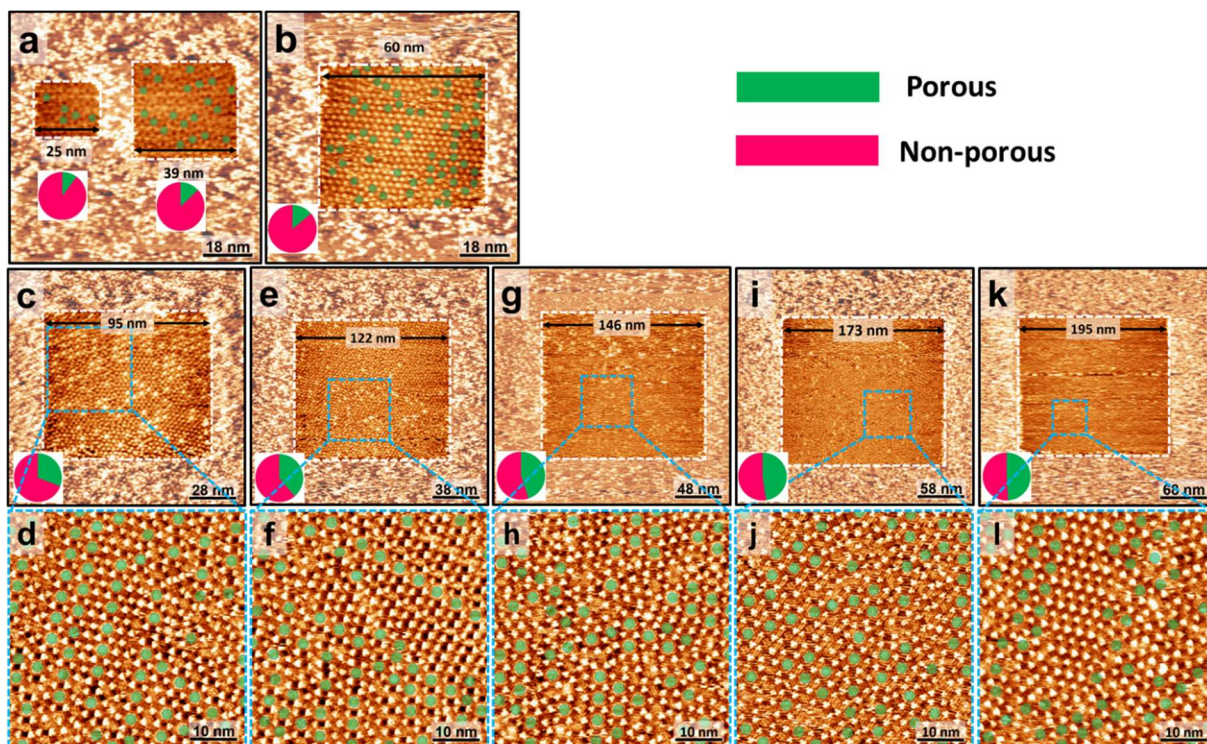 a
25 nm
39 nm
18 nm
b
60 nm
18 nm
Porous
Non-porous
c
95 nm
28 nm
e
122 nm
38 nm
g
146 nm
48 nm
i
173 nm
58 nm
k
195 nm
68 nm
d
10 nm
f
10 nm
h
10 nm
j
10 nm
l
10 nm